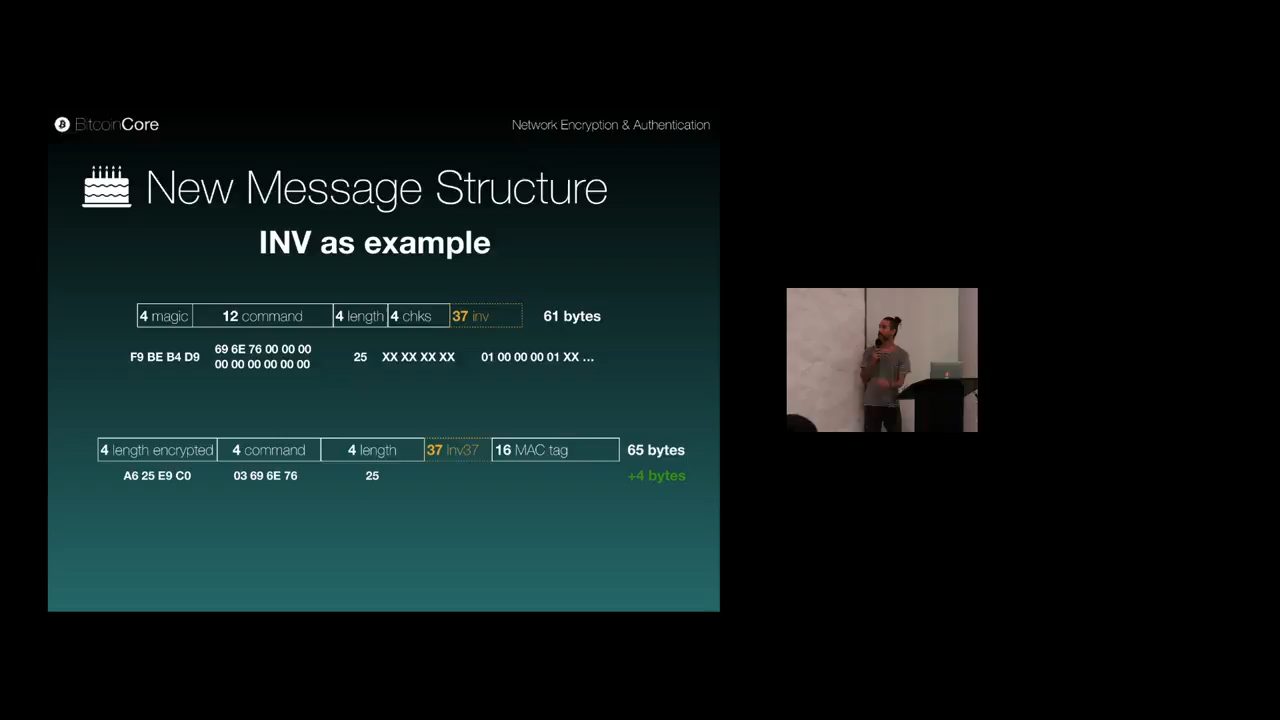 BitcoinCore
Network Encryption & Authentication
New Message Structure
INV as example
4 magic 12 command 4 length 4 chks 37 inv 61 bytes
F9 BE B4 D9 69 6E 76 00 00 00 25 XX XX XX XX 01 00 00 00 01 XX ...
00 00 00 00 00 00
4 length encrypted 4 command 4 length 37 Inv37 16 MAC tag 65 bytes
A6 25 E9 C0 03 69 6E 76 25 +4 bytes